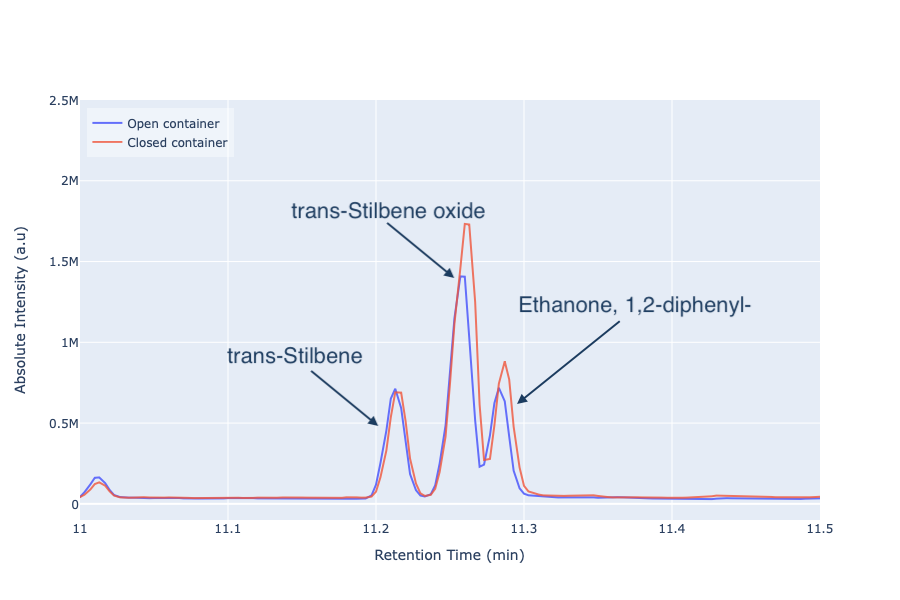 2.5M
Open container
Closed container
2M
trans-Stilbene oxide
1.5M
Ethanone, 1,2-diphenyl-
1M
trans-Stilbene
0.5M
0
11
11.1
11.2
11.3
11.4
11.5
Retention Time (min)
Absolute Intensity (a.u)